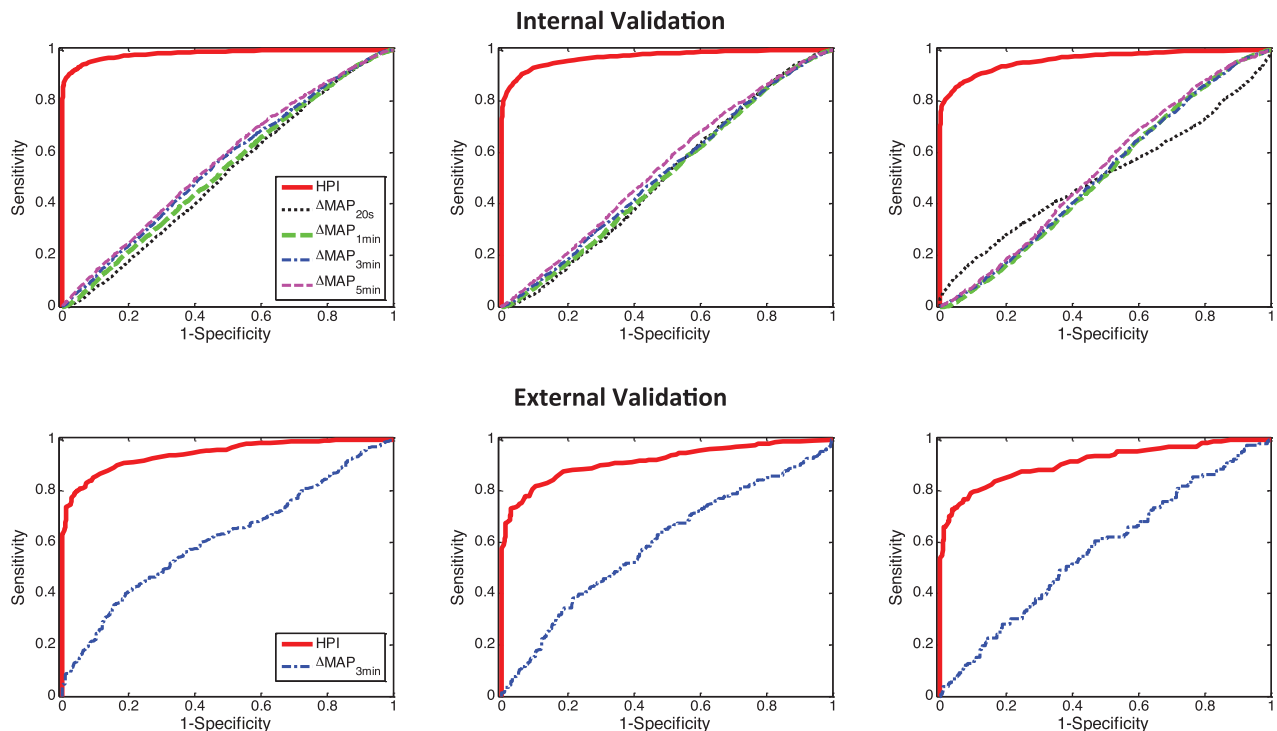 Internal Validation
Sensitivity
1
0.8
0.6
0.4
0.2
0
0 0.2 0.4 0.6 0.8 1
1-Specificity
HPI
ΔMAP20s
ΔMAP1min
ΔMAP3min
ΔMAP5min
Sensitivity
1
0.8
0.6
0.4
0.2
0
0 0.2 0.4 0.6 0.8 1
1-Specificity
Sensitivity
1
0.8
0.6
0.4
0.2
0
0 0.2 0.4 0.6 0.8 1
1-Specificity
External Validation
Sensitivity
1
0.8
0.6
0.4
0.2
0
0 0.2 0.4 0.6 0.8 1
1-Specificity
HPI
ΔMAP3min
Sensitivity
1
0.8
0.6
0.4
0.2
0
0 0.2 0.4 0.6 0.8 1
1-Specificity
Sensitivity
1
0.8
0.6
0.4
0.2
0
0 0.2 0.4 0.6 0.8 1
1-Specificity